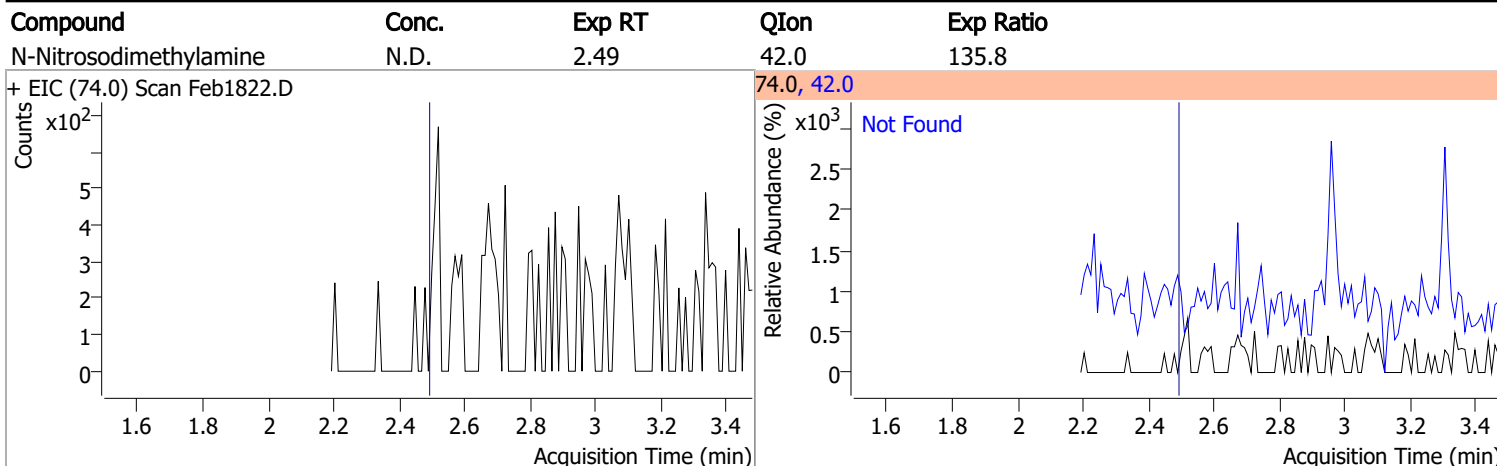 Compound Conc. Exp RT QIon Exp Ratio
N-Nitrosodimethylamine N.D. 2.49 42.0 135.8
+ EIC (74.0) Scan Feb1822.D
Counts
x10²
5
4
3
2
1
0
1.6 1.8 2 2.2 2.4 2.6 2.8 3 3.2 3.4
Acquisition Time (min)
74.0, 42.0
Relative Abundance (%)
x10³
Not Found
2.5
2
1.5
1
0.5
0
1.6 1.8 2 2.2 2.4 2.6 2.8 3 3.2 3.4
Acquisition Time (min)